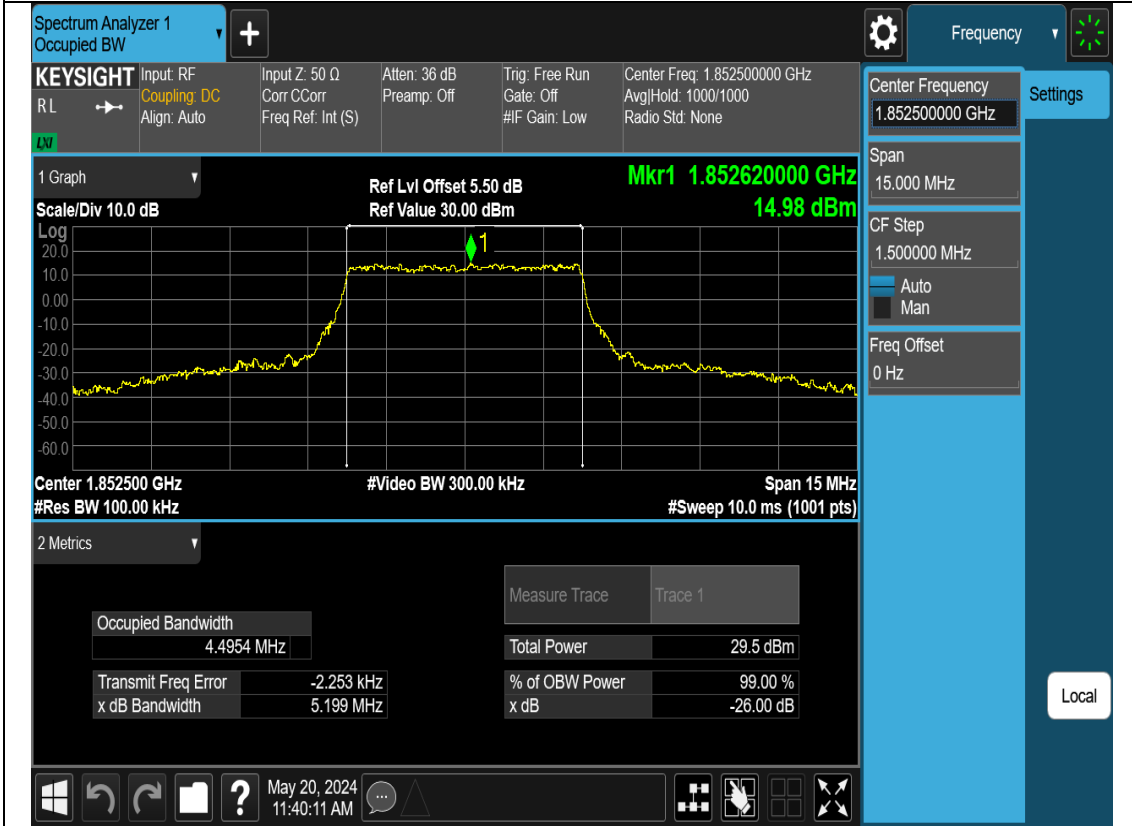 Spectrum Analyzer 1
Occupied BW
Frequency
KEYSIGHT
R L
LXI
Input: RF
Coupling: DC
Align: Auto
Input Z: 50 Ω
Corr CCorr
Freq Ref: Int (S)
Atten: 36 dB
Preamp: Off
Trig: Free Run
Gate: Off
#IF Gain: Low
Center Freq: 1.852500000 GHz
Avg|Hold: 1000/1000
Radio Std: None
Center Frequency
1.852500000 GHz
Settings
Span
15.000 MHz
CF Step
1.500000 MHz
Auto
Man
Freq Offset
0 Hz
Local
1 Graph
Scale/Div 10.0 dB
Ref Lvl Offset 5.50 dB
Ref Value 30.00 dBm
Mkr1 1.852620000 GHz
14.98 dBm
Log
1
20.0
10.0
0.00
-10.0
-20.0
-30.0
-40.0
-50.0
-60.0
Center 1.852500 GHz
#Video BW 300.00 kHz
Span 15 MHz
#Res BW 100.00 kHz
#Sweep 10.0 ms (1001 pts)
2 Metrics
Measure Trace Trace 1
Occupied Bandwidth
4.4954 MHz
Total Power 29.5 dBm
Transmit Freq Error -2.253 kHz
% of OBW Power 99.00 %
x dB Bandwidth 5.199 MHz
x dB -26.00 dB
?
May 20, 2024
11:40:11 AM